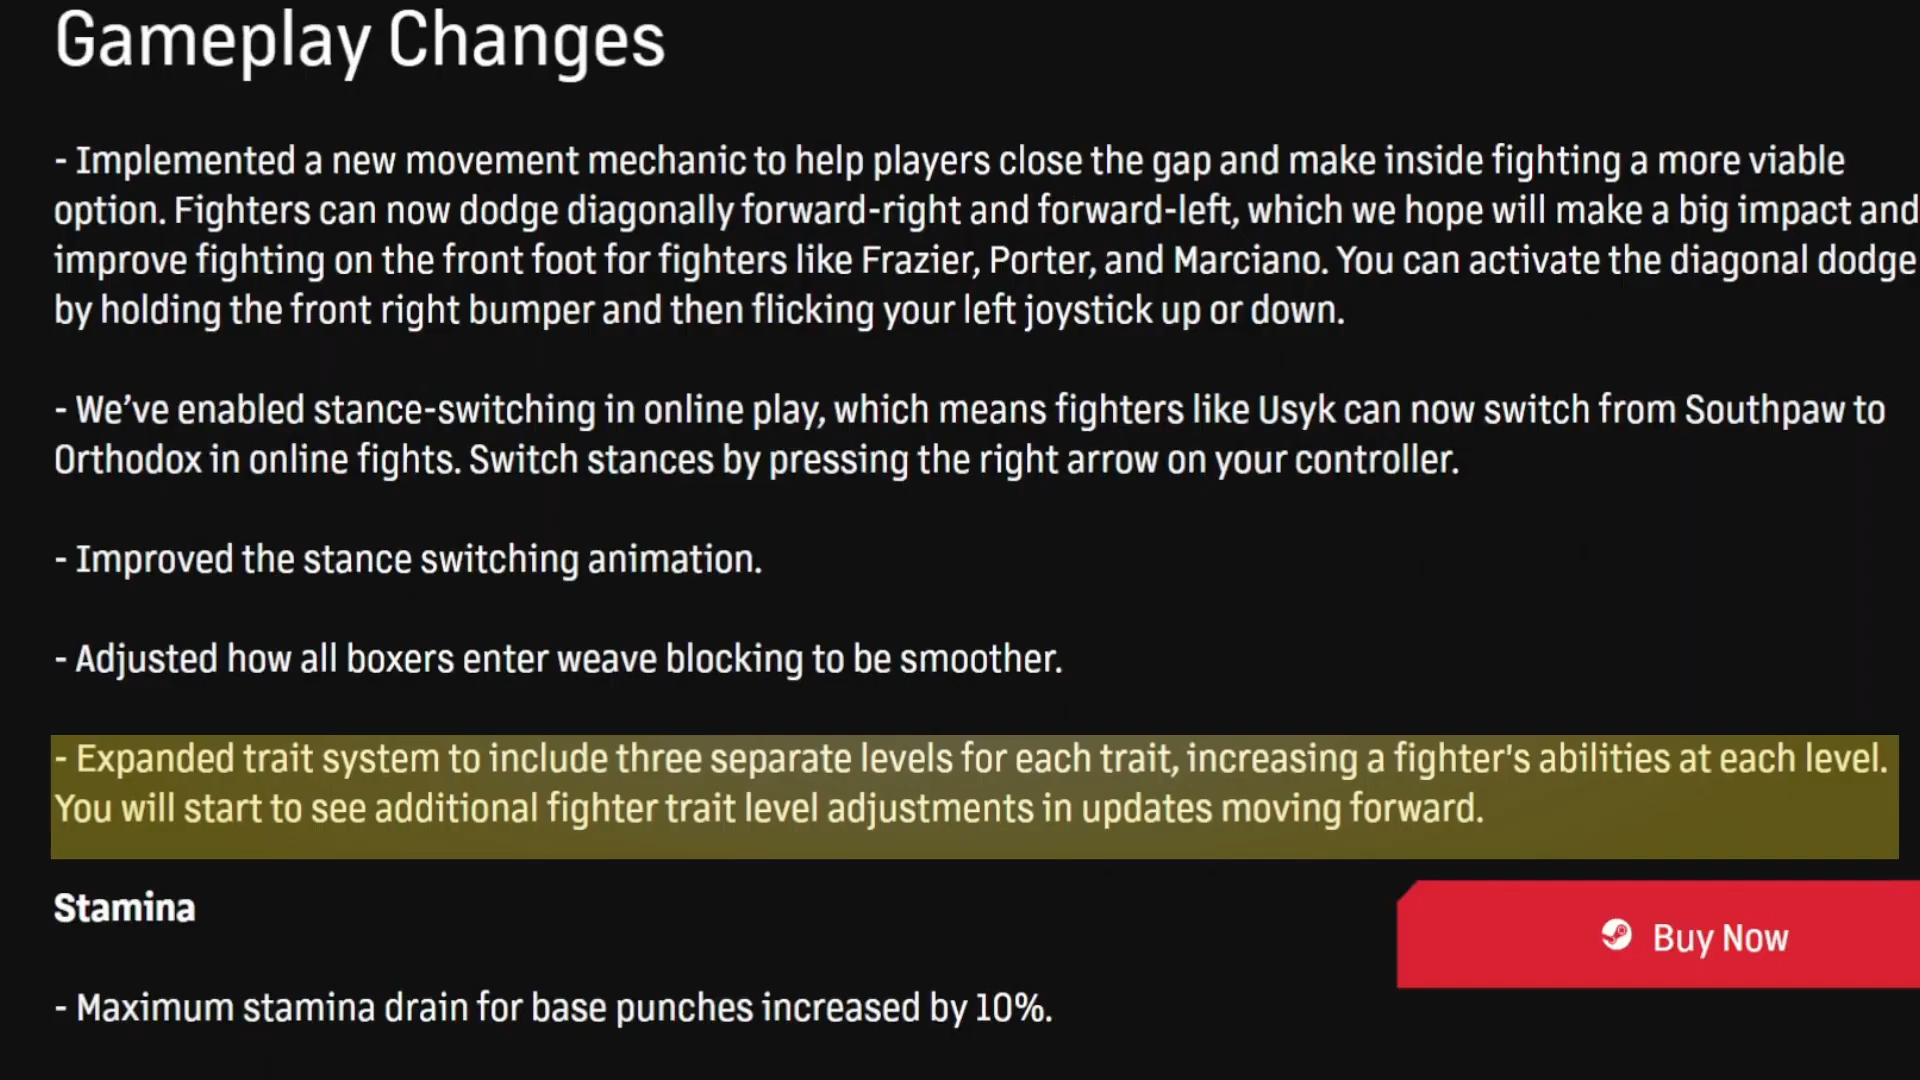 Gameplay Changes
- Implemented a new movement mechanic to help players close the gap and make inside fighting a more viable
option. Fighters can now dodge diagonally forward-right and forward-left, which we hope will make a big impact and
improve fighting on the front foot for fighters like Frazier, Porter, and Marciano. You can activate the diagonal dodge
by holding the front right bumper and then flicking your left joystick up or down.
- We’ve enabled stance-switching in online play, which means fighters like Usyk can now switch from Southpaw to
Orthodox in online fights. Switch stances by pressing the right arrow on your controller.
- Improved the stance switching animation.
- Adjusted how all boxers enter weave blocking to be smoother.
- Expanded trait system to include three separate levels for each trait, increasing a fighter's abilities at each level.
You will start to see additional fighter trait level adjustments in updates moving forward.
Stamina
Buy Now
- Maximum stamina drain for base punches increased by 10%.